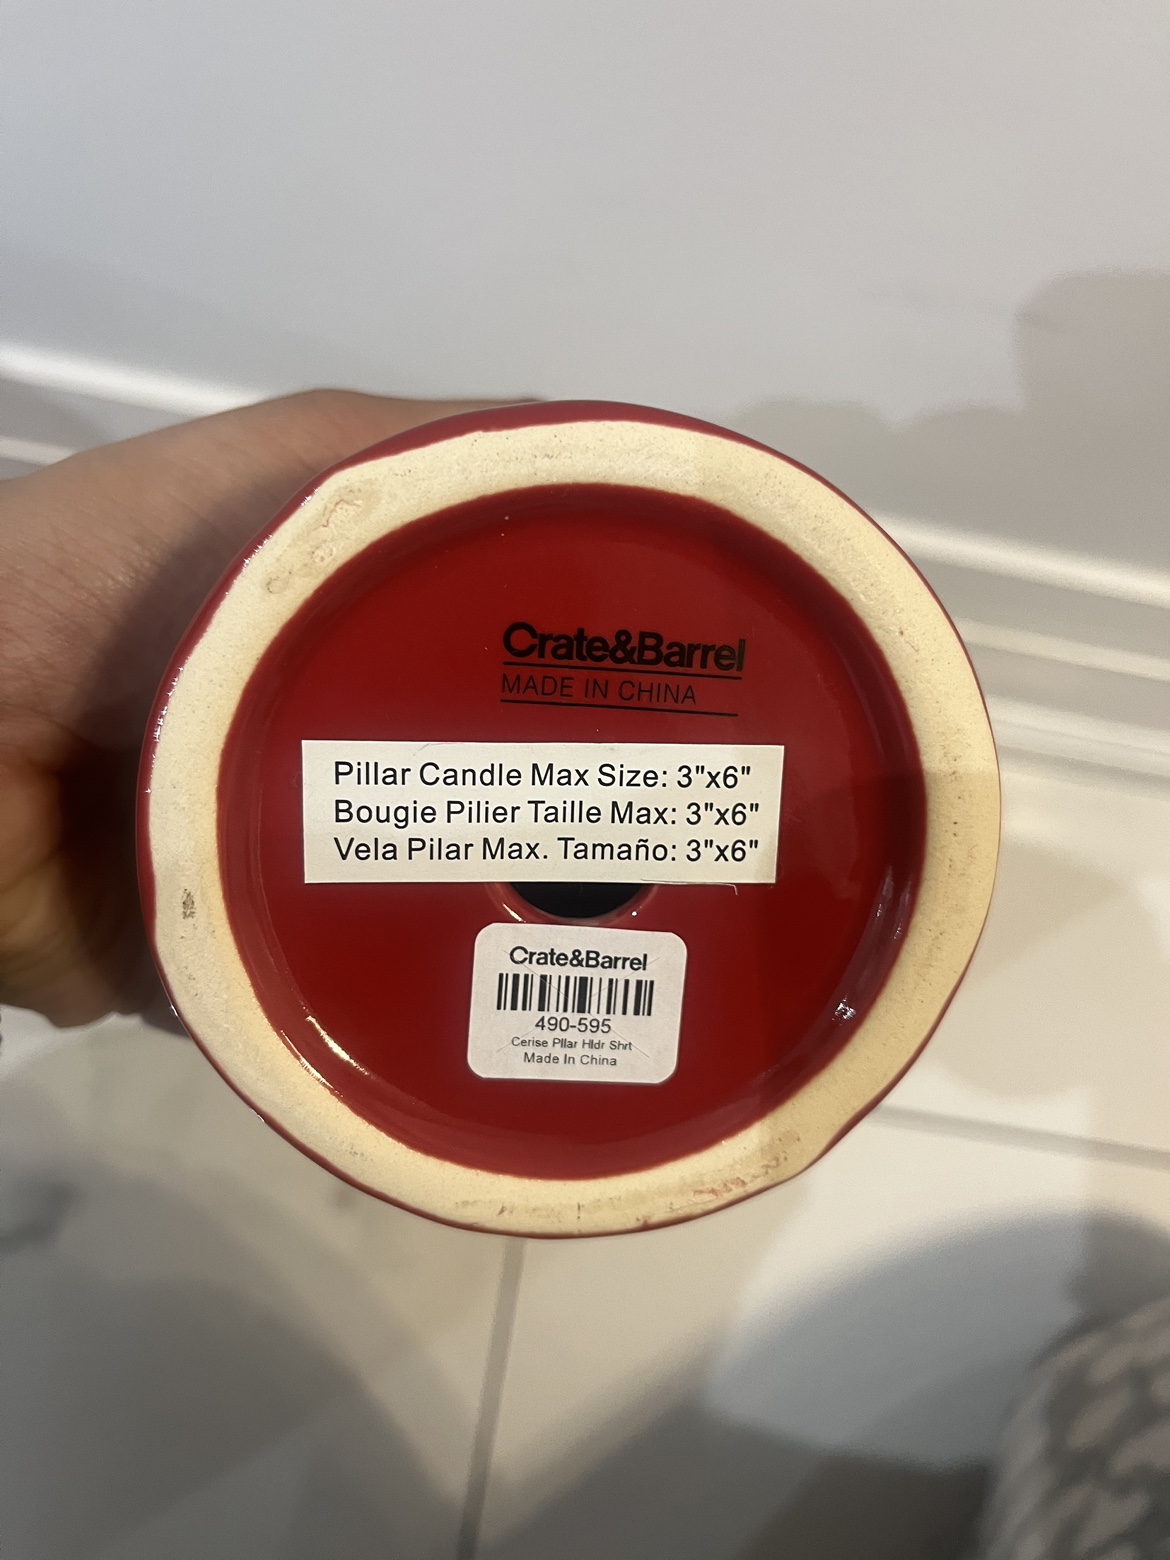 Crate&Barrel
MADE IN CHINA
Pillar Candle Max Size: 3"x6"
Bougie Pilier Taille Max: 3"x6"
Vela Pilar Max. Tamaño: 3"x6"
Crate&Barrel
490-595
Cerise Pllar Hldr Shrt
Made In China